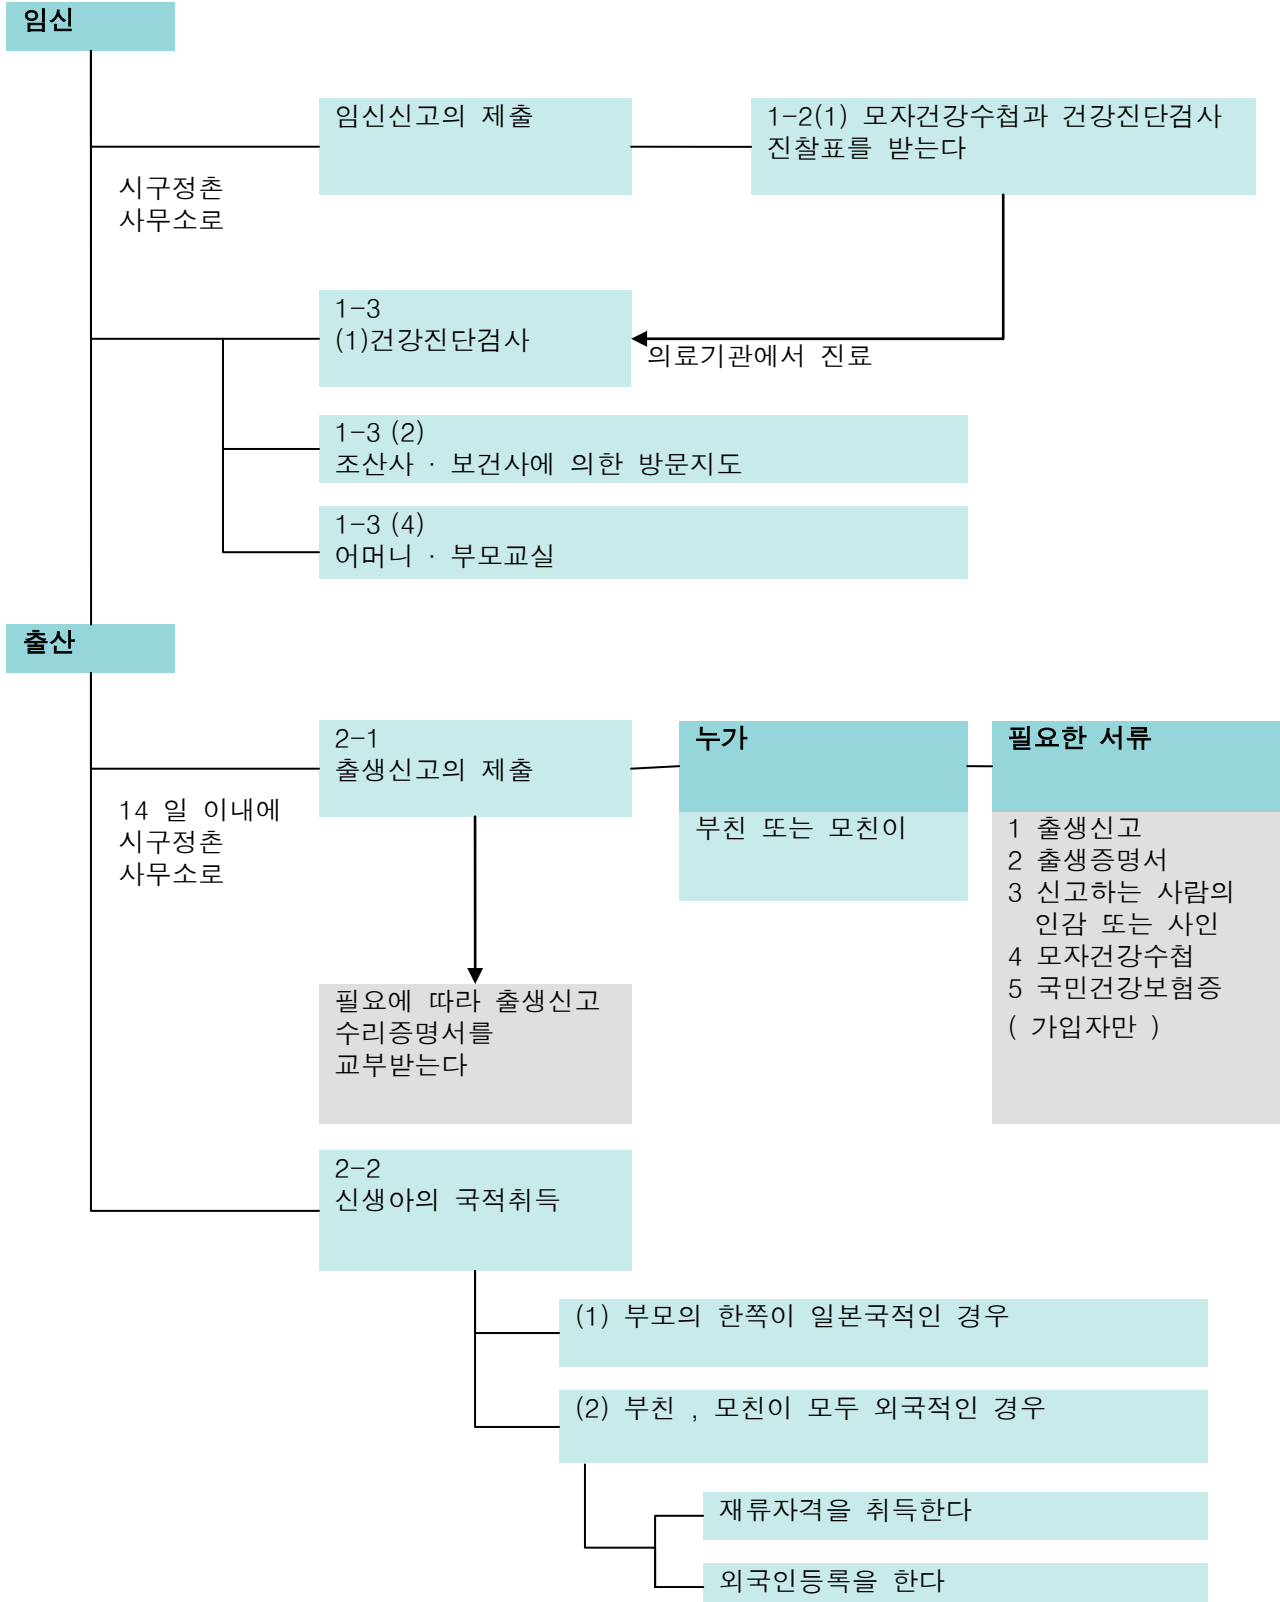 임신
임신신고의 제출
1-2(1) 모자건강수첩과 건강진단검사
진찰표를 받는다
시구정촌
사무소로
1-3
(1)건강진단검사
의료기관에서 진료
1-3 (2)
조산사 · 보건사에 의한 방문지도
1-3 (4)
어머니 · 부모교실
출산
2-1
출생신고의 제출
누가
필요한 서류
14 일 이내에
시구정촌
사무소로
부친 또는 모친이
1 출생신고
2 출생증명서
3 신고하는 사람의
인감 또는 사인
4 모자건강수첩
5 국민건강보험증
( 가입자만 )
필요에 따라 출생신고
수리증명서를
교부받는다
2-2
신생아의 국적취득
(1) 부모의 한쪽이 일본국적인 경우
(2) 부친 , 모친이 모두 외국적인 경우
재류자격을 취득한다
외국인등록을 한다